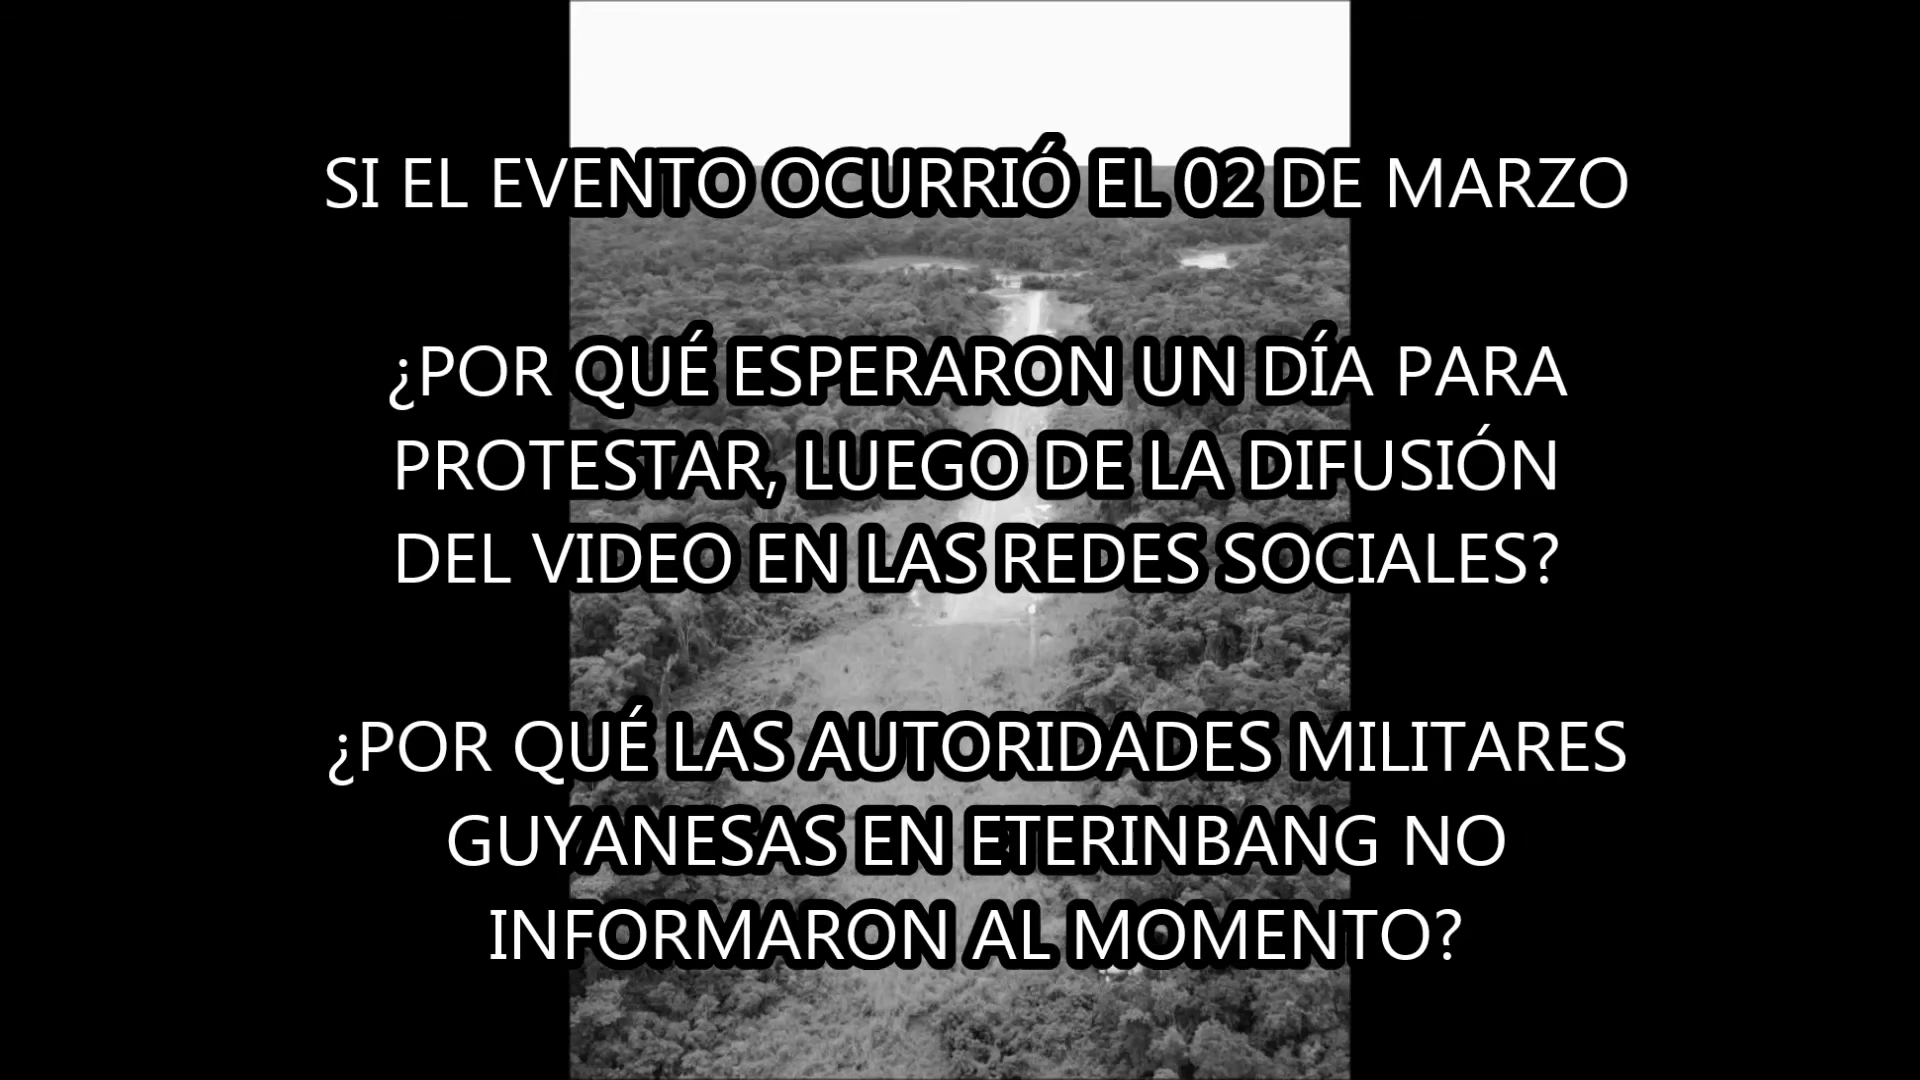 SI EL EVENTO OCURRIÓ EL 02 DE MARZO
¿POR QUÉ ESPERARON UN DÍA PARA
PROTESTAR, LUEGO DE LA DIFUSIÓN
DEL VIDEO EN LAS REDES SOCIALES?
¿POR QUÉ LAS AUTORIDADES MILITARES
GUYANESAS EN ETERINBANG NO
INFORMARON AL MOMENTO?